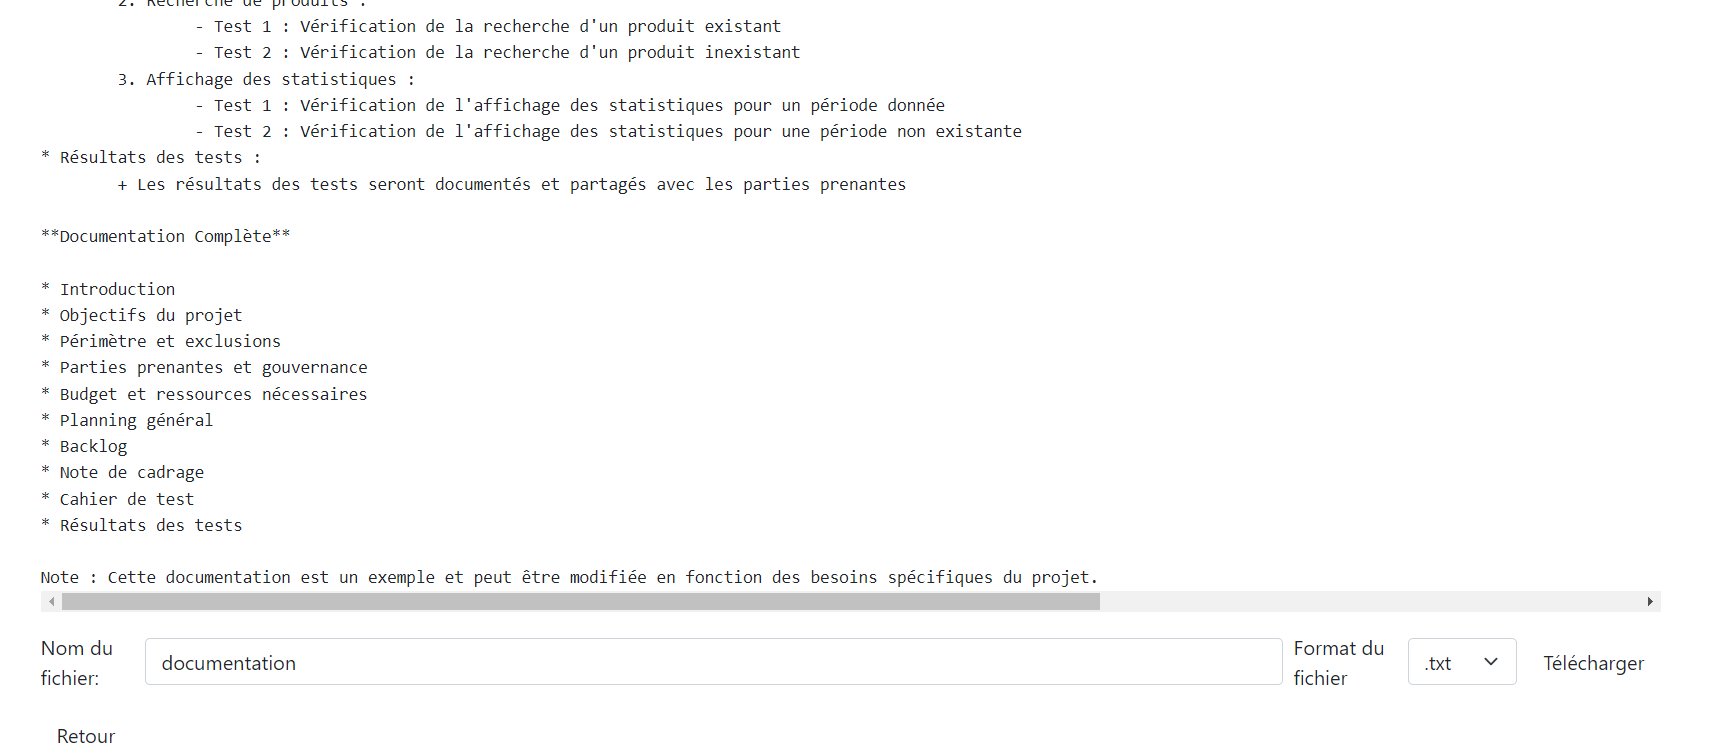 2. Recherche de produits :
- Test 1 : Vérification de la recherche d'un produit existant
- Test 2 : Vérification de la recherche d'un produit inexistant
3. Affichage des statistiques :
- Test 1 : Vérification de l'affichage des statistiques pour un période donnée
- Test 2 : Vérification de l'affichage des statistiques pour une période non existante
* Résultats des tests :
+ Les résultats des tests seront documentés et partagés avec les parties prenantes
**Documentation Complète**
* Introduction
* Objectifs du projet
* Périmètre et exclusions
* Parties prenantes et gouvernance
* Budget et ressources nécessaires
* Planning général
* Backlog
* Note de cadrage
* Cahier de test
* Résultats des tests
Note : Cette documentation est un exemple et peut être modifiée en fonction des besoins spécifiques du projet.
Nom du fichier:
documentation
Format du fichier
.txt
Télécharger
Retour